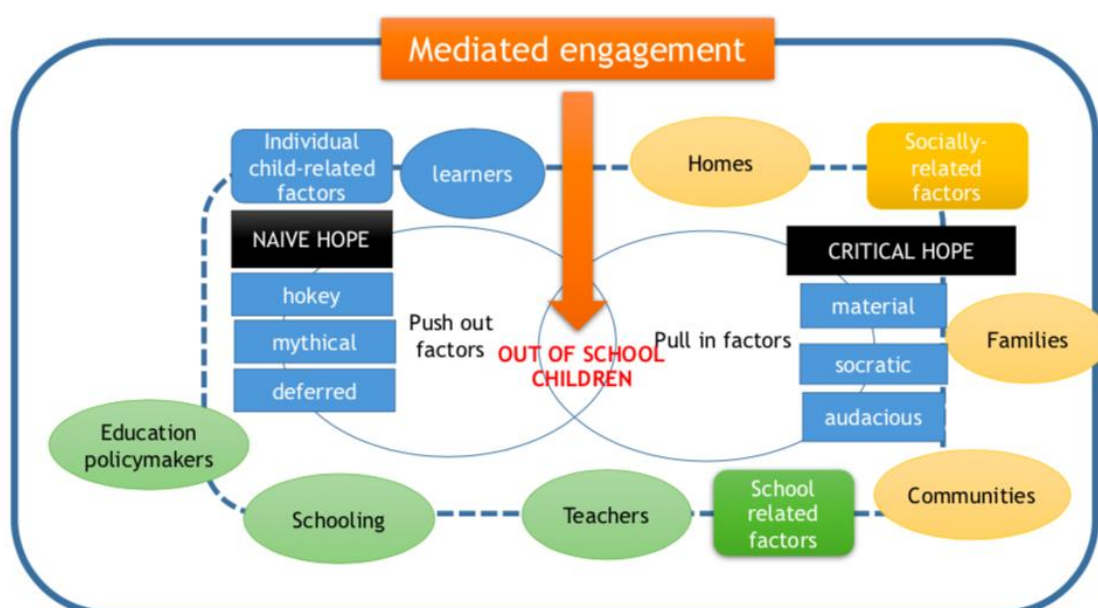 Mediated engagement
Individual
child-related
factors
learners
Homes
Socially-
related
factors
NAIVE HOPE
CRITICAL HOPE
hokey
mythical
deferred
Push out
factors
OUT OF SCHOOL
CHILDREN
Pull in factors
material
socratic
audacious
Families
Education
policymakers
Schooling
Teachers
School
related
factors
Communities